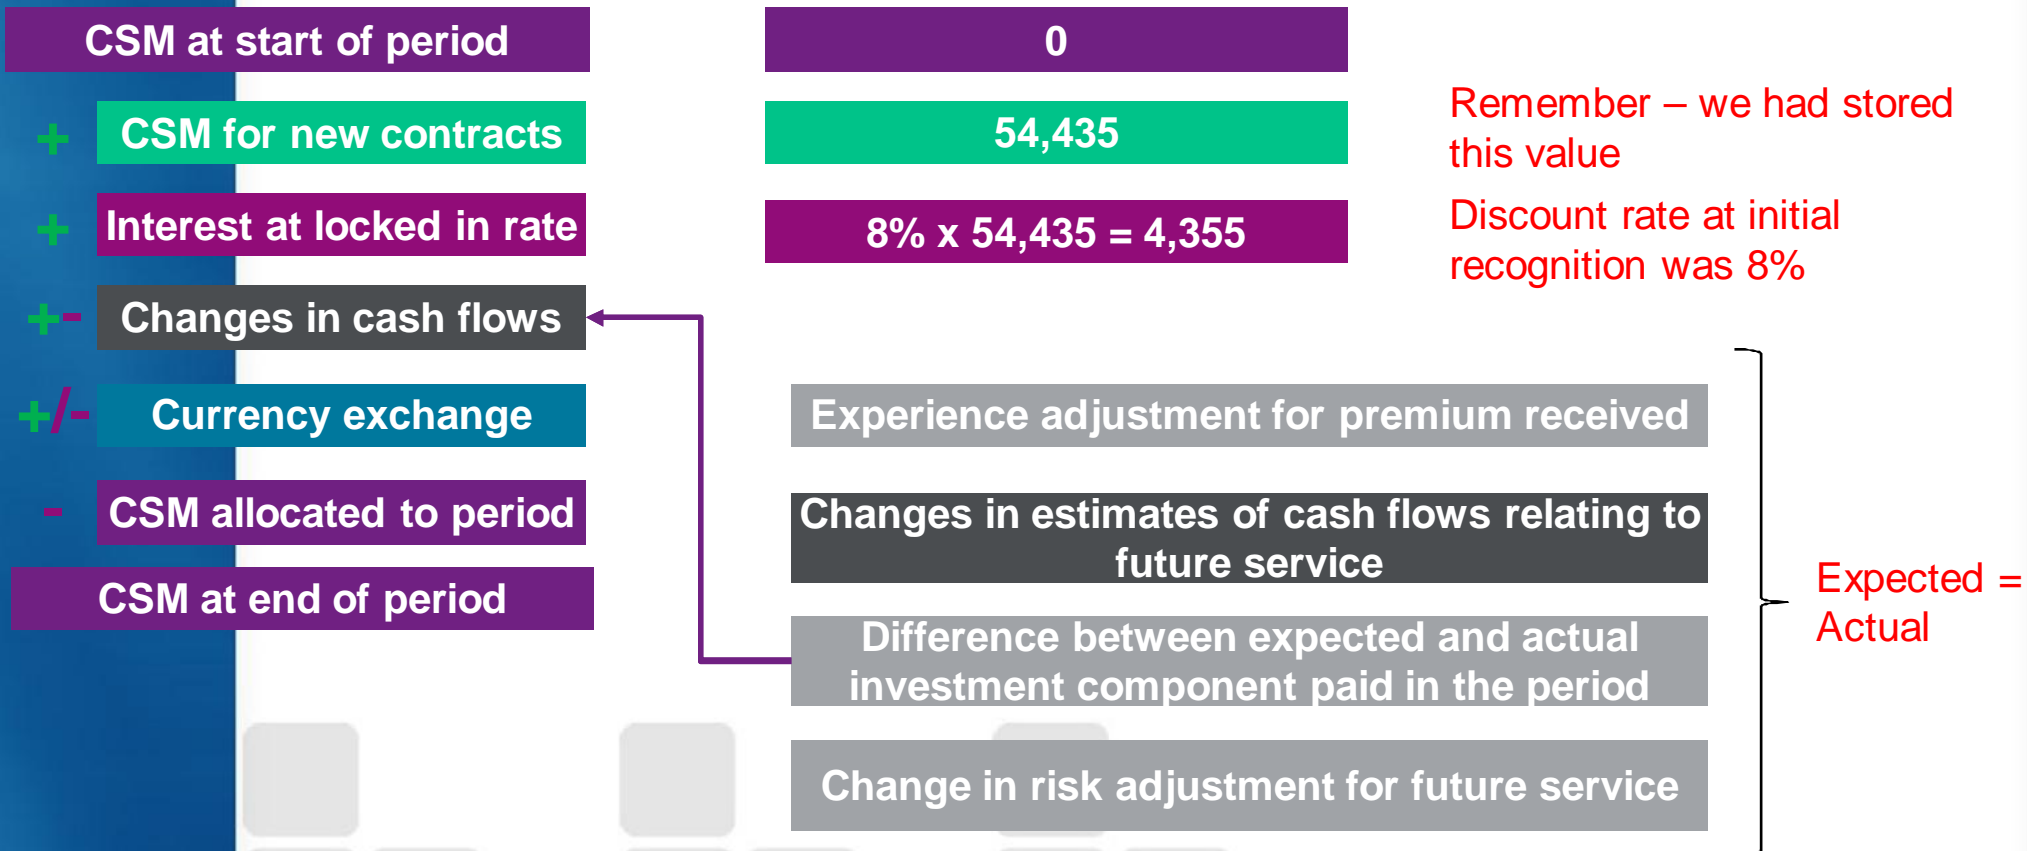 CSM at start of period
0
+ CSM for new contracts
54,435
Remember – we had stored
this value
+ Interest at locked in rate
8% x 54,435 = 4,355
Discount rate at initial
recognition was 8%
+- Changes in cash flows
+/- Currency exchange
Experience adjustment for premium received
- CSM allocated to period
Changes in estimates of cash flows relating to
future service
CSM at end of period
Expected =
Actual
Difference between expected and actual
investment component paid in the period
Change in risk adjustment for future service